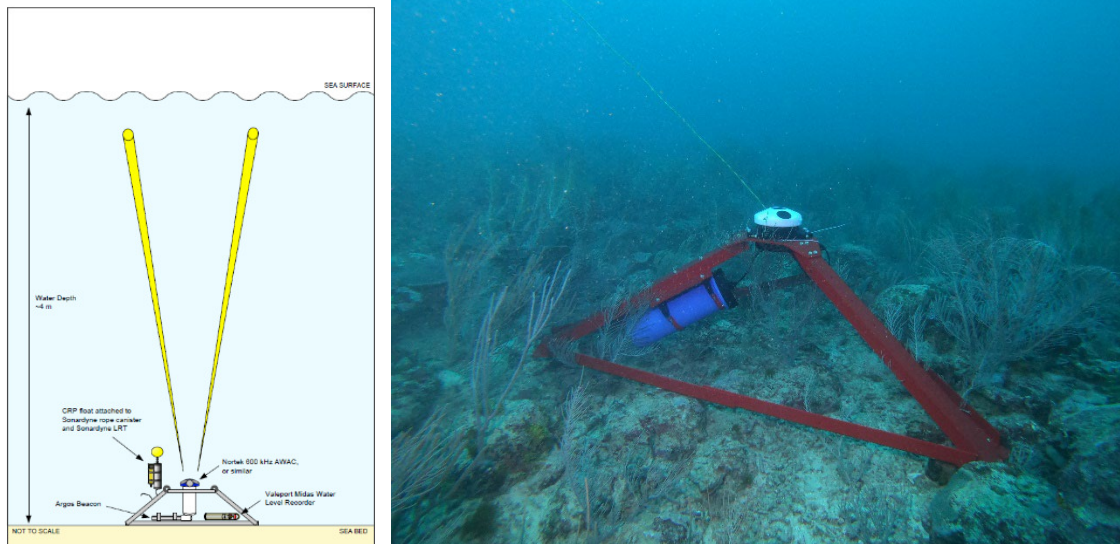 SEA SURFACE
Water Depth
~4 m
CRP float attached to
Sonardyne rope canister
and Sonardyne LRT
Nortek 600 kHz AWAC,
or similar
Argos Beacon
Valeport Midas Water
Level Recorder
NOT TO SCALE
SEA BED